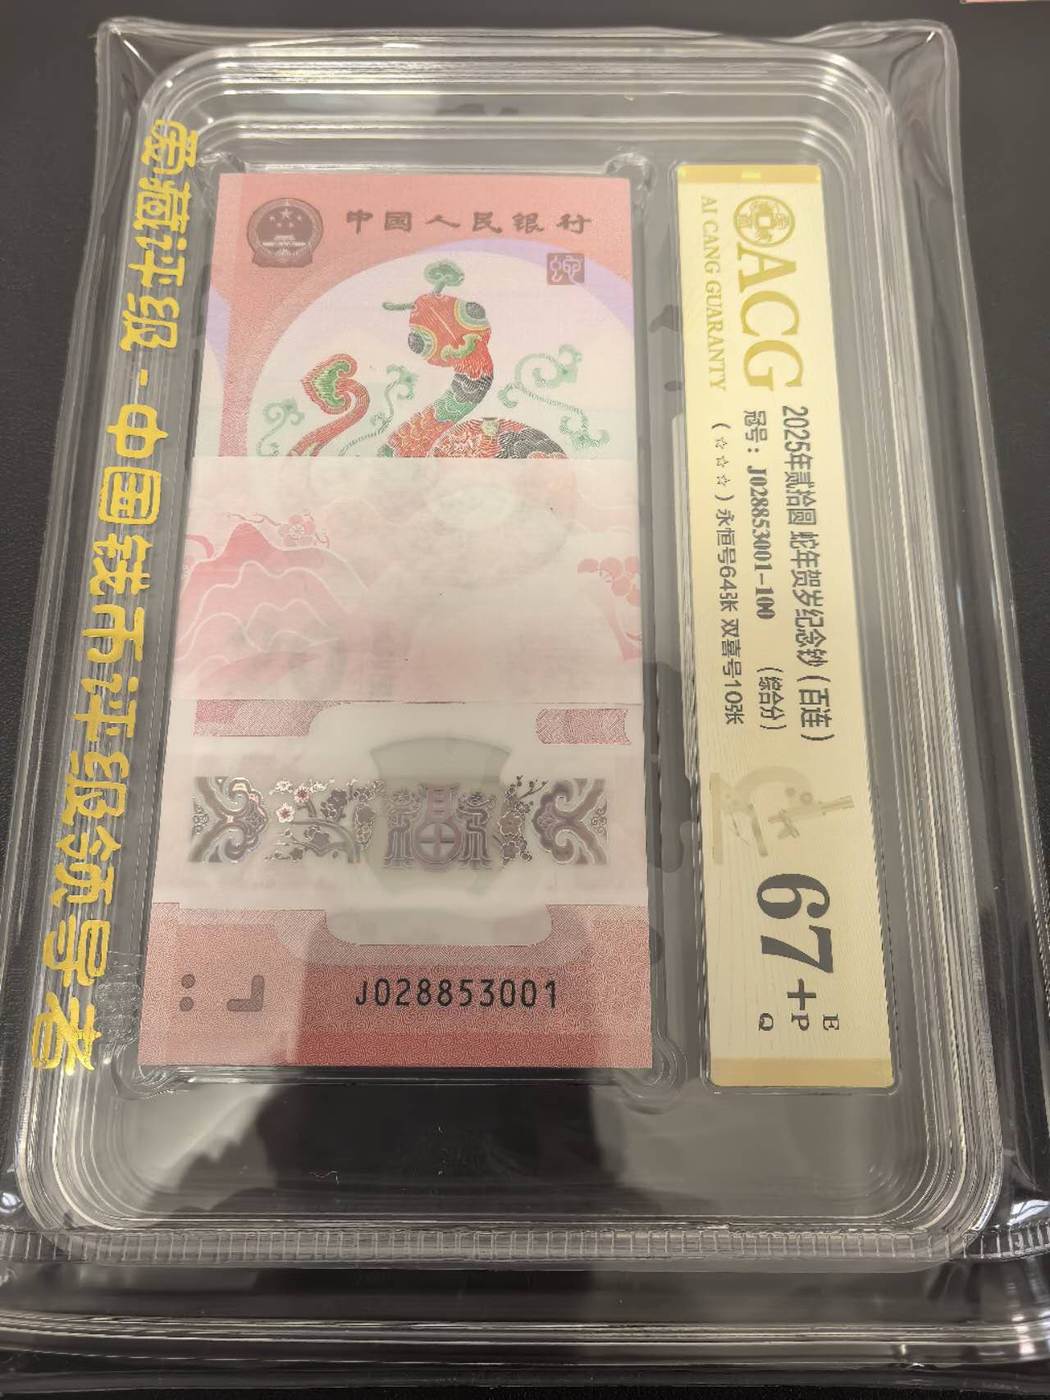 爱藏评级 - 中国钱币评级领导者
中國人民銀行
福
J028853001
ACG
AI CANG GUARANTY
2025年贰拾圆 蛇年贺岁纪念钞(百连)
冠号：J028853001-100 (综合分)
(☆☆☆)永恒号64张 双喜号10张
67+
E
P
Q